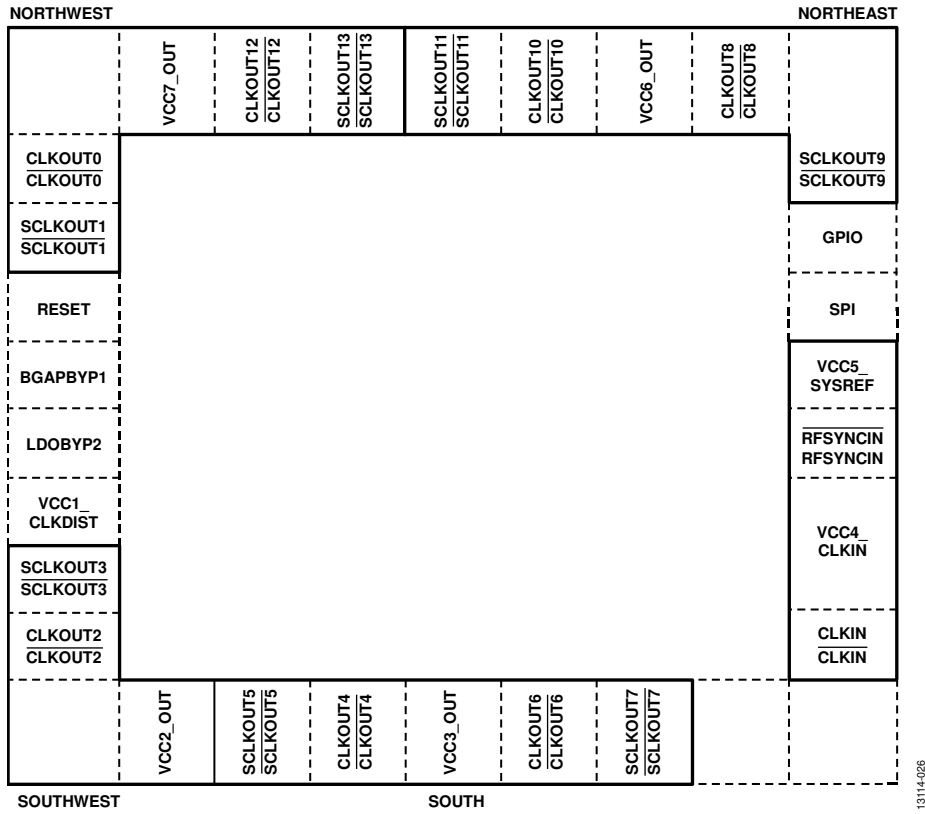 NORTHWEST
NORTHEAST
VCC7_OUT
CLKOUT12
CLKOUT12
SCLKOUT13
SCLKOUT13
SCLKOUT11
SCLKOUT11
CLKOUT10
CLKOUT10
VCC6_OUT
CLKOUT8
CLKOUT8
CLKOUT0
CLKOUT0
SCLKOUT1
SCLKOUT1
RESET
BGAPBYP1
LDOBYP2
VCC1_
CLKDIST
SCLKOUT3
SCLKOUT3
CLKOUT2
CLKOUT2
SCLKOUT9
SCLKOUT9
GPIO
SPI
VCC5_
SYSREF
RFSYNCIN
RFSYNCIN
VCC4_
CLKIN
CLKIN
CLKIN
VCC2_OUT
SCLKOUT5
SCLKOUT5
CLKOUT4
CLKOUT4
VCC3_OUT
CLKOUT6
CLKOUT6
SCLKOUT7
SCLKOUT7
SOUTHWEST
SOUTH
13114-026